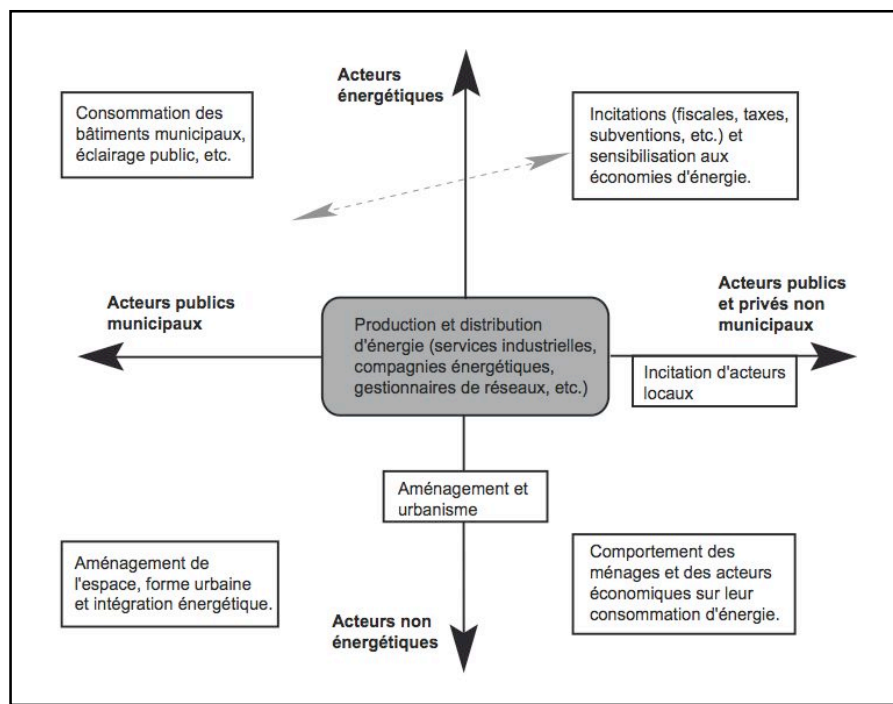 Acteurs
énergétiques
Consommation des
bâtiments municipaux,
éclairage public, etc.
Incitations (fiscales, taxes,
subventions, etc.) et
sensibilisation aux
économies d'énergie.
Acteurs publics
municipaux
Acteurs publics
et privés non
municipaux
Production et distribution
d'énergie (services industrielles,
compagnies énergétiques,
gestionnaires de réseaux, etc.)
Incitation d'acteurs
locaux
Aménagement et
urbanisme
Aménagement de
l'espace, forme urbaine
et intégration énergétique.
Comportement des
ménages et des acteurs
économiques sur leur
consommation d'énergie.
Acteurs non
énergétiques